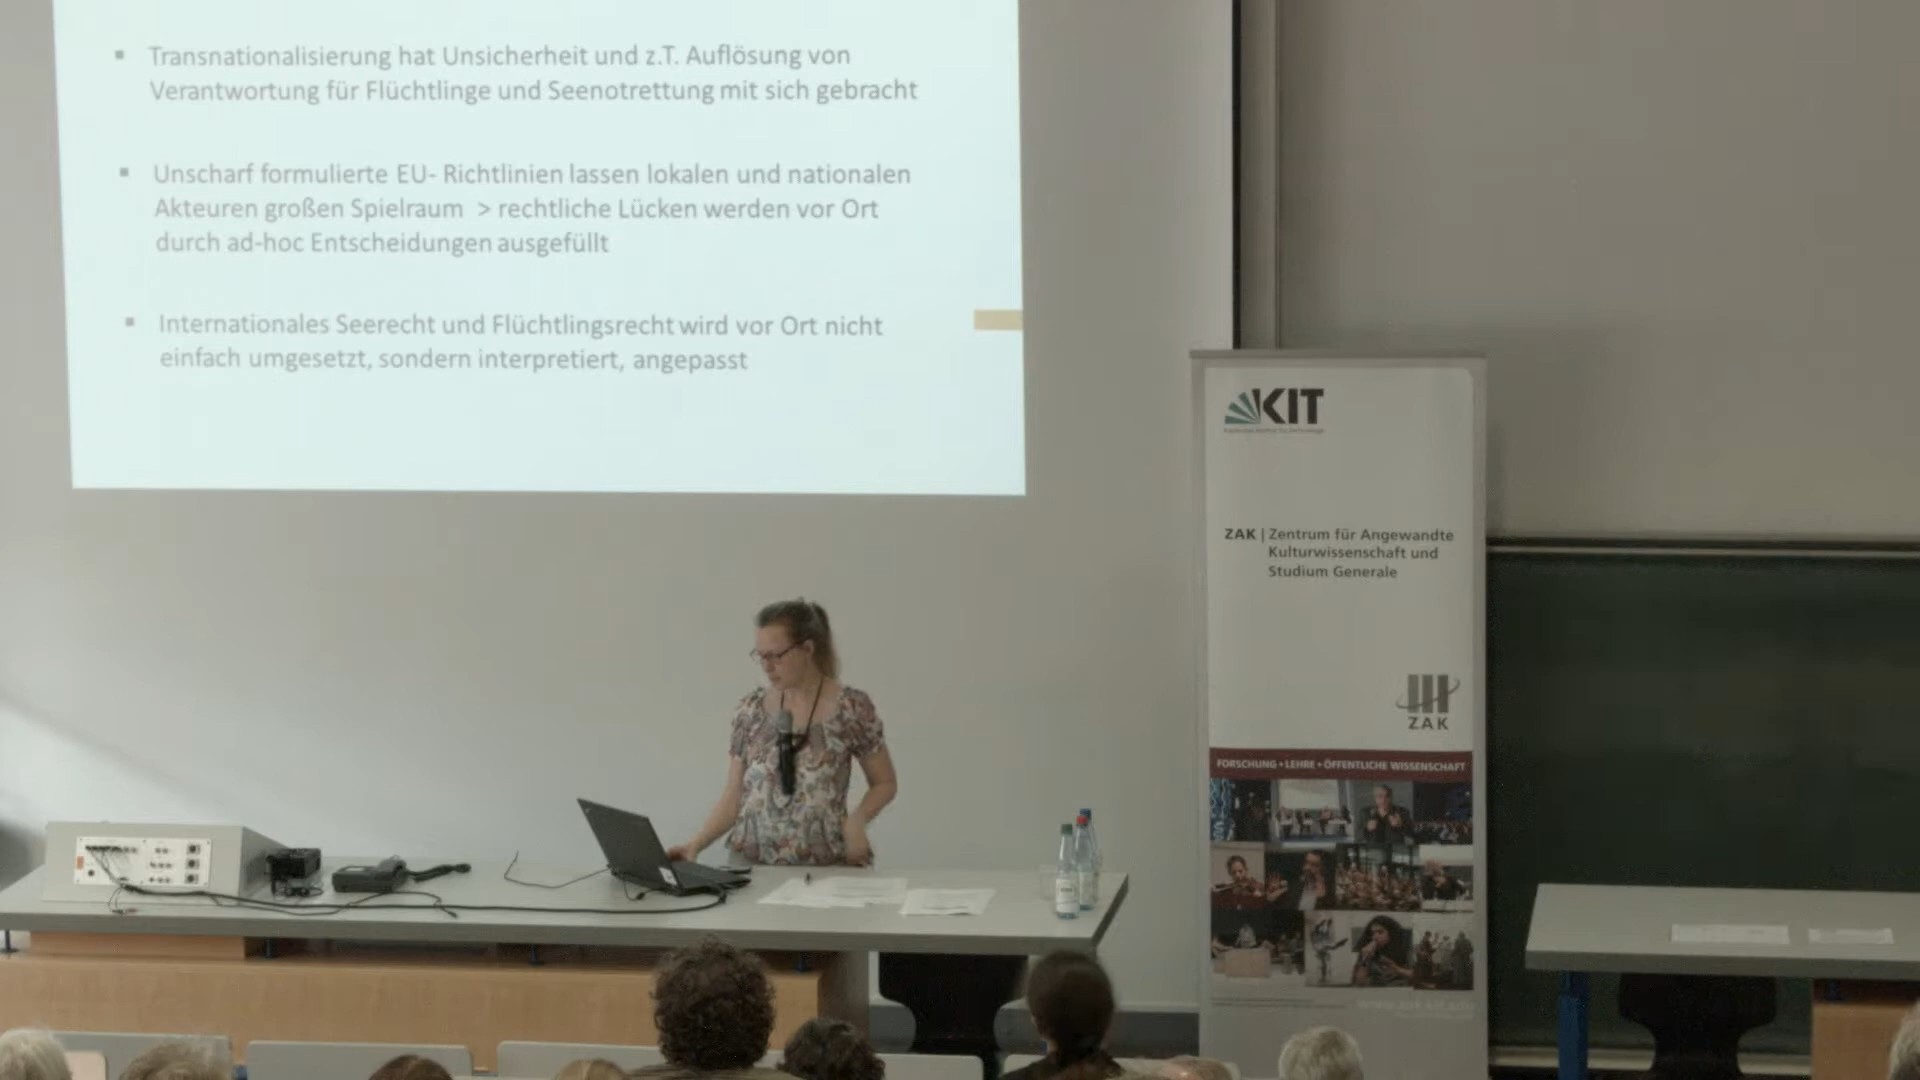 ▪ Transnationalisierung hat Unsicherheit und z.T. Auflösung von
Verantwortung für Flüchtlinge und Seenotrettung mit sich gebracht
▪ Unscharf formulierte EU- Richtlinien lassen lokalen und nationalen
Akteuren großen Spielraum > rechtliche Lücken werden vor Ort
durch ad-hoc Entscheidungen ausgefüllt
▪ Internationales Seerecht und Flüchtlingsrecht wird vor Ort nicht
einfach umgesetzt, sondern interpretiert, angepasst
KIT
ZAK | Zentrum für Angewandte
Kulturwissenschaft und
Studium Generale
ZAK
FORSCHUNG • LEHRE • ÖFFENTLICHE WISSENSCHAFT